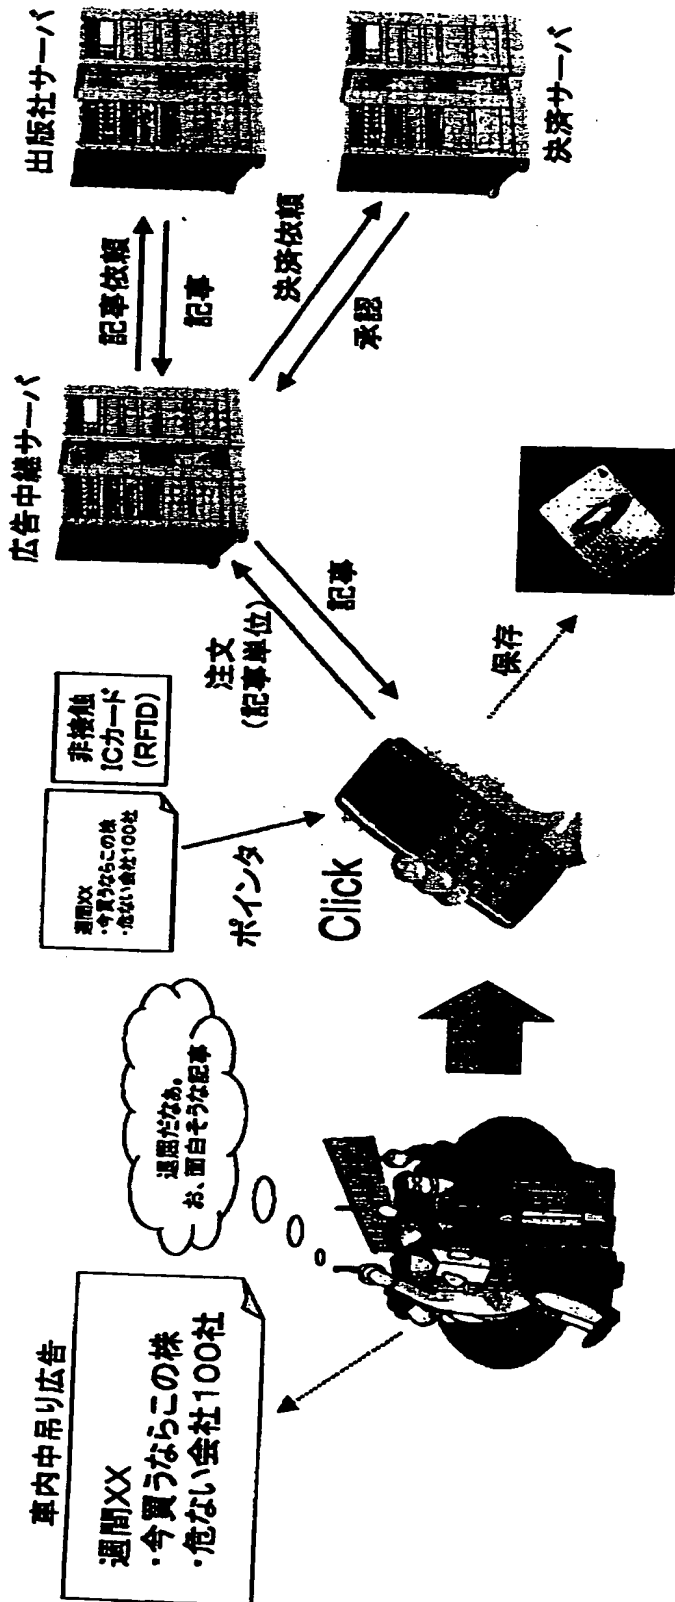 車内中吊り広告
週間XX
・今買うならこの株
・危ない会社100社
退屈だなあ。
お、面白そうな記事
週間XX
・今買うならこの株
・危ない会社100社
非接触
ICカード
(RFID)
ポインタ
Click
注文
(記事単位)
記事
保存
広告中継サーバ
記事依頼
記事
決済依頼
承認
出版社サーバ
決済サーバ